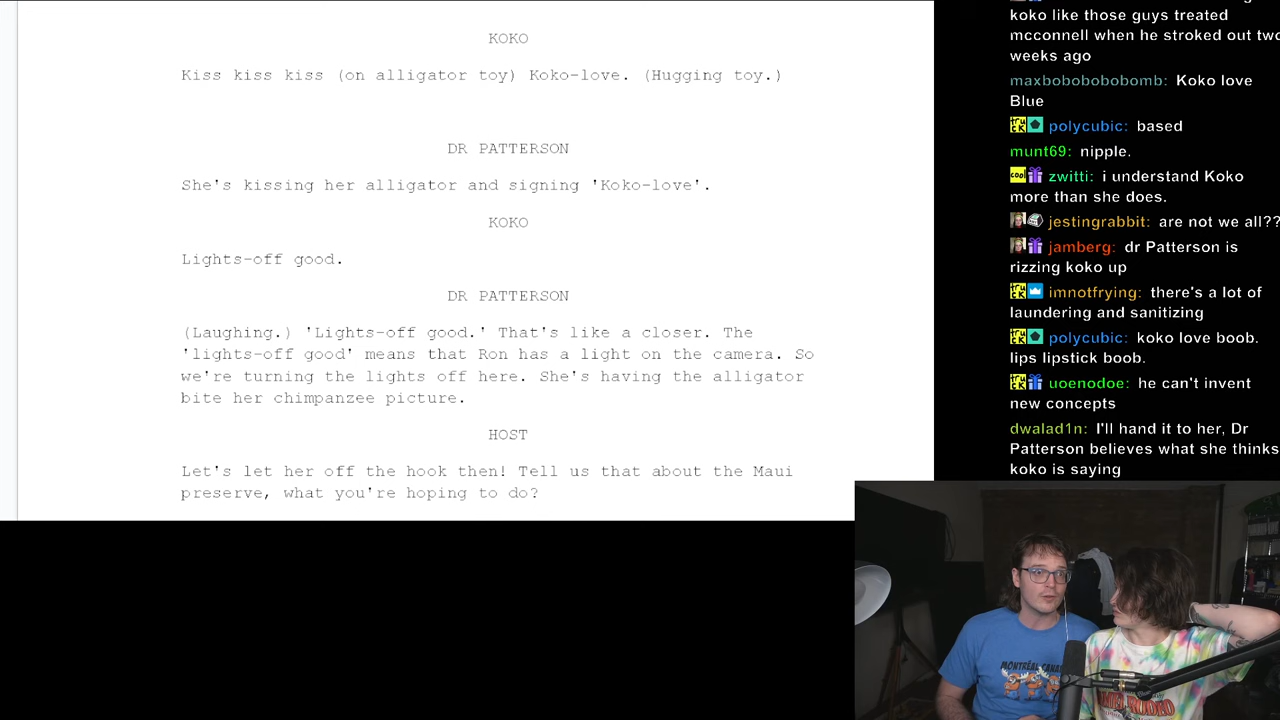 KOKO
Kiss kiss kiss (on alligator toy) Koko-love. (Hugging toy.)
DR PATTERSON
She's kissing her alligator and signing 'Koko-love'.
KOKO
Lights-off good.
DR PATTERSON
(Laughing.) 'Lights-off good.' That's like a closer. The
'lights-off good' means that Ron has a light on the camera. So
we're turning the lights off here. She's having the alligator
bite her chimpanzee picture.
HOST
Let's let her off the hook then! Tell us that about the Maui
preserve, what you're hoping to do?
koko like those guys treated
mcconnell when he stroked out two
weeks ago
maxbobobobobomb: Koko love
Blue
polycubic: based
munt69: nipple.
zwitti: i understand Koko
more than she does.
jestingrabbit: are not we all??
jamberg: dr Patterson is
rizzing koko up
imnotfrying: there's a lot of
laundering and sanitizing
polycubic: koko love boob.
lips lipstick boob.
uoenodoe: he can't invent
new concepts
dwalad1n: I'll hand it to her, Dr
Patterson believes what she thinks
koko is saying
MONTRÉAL